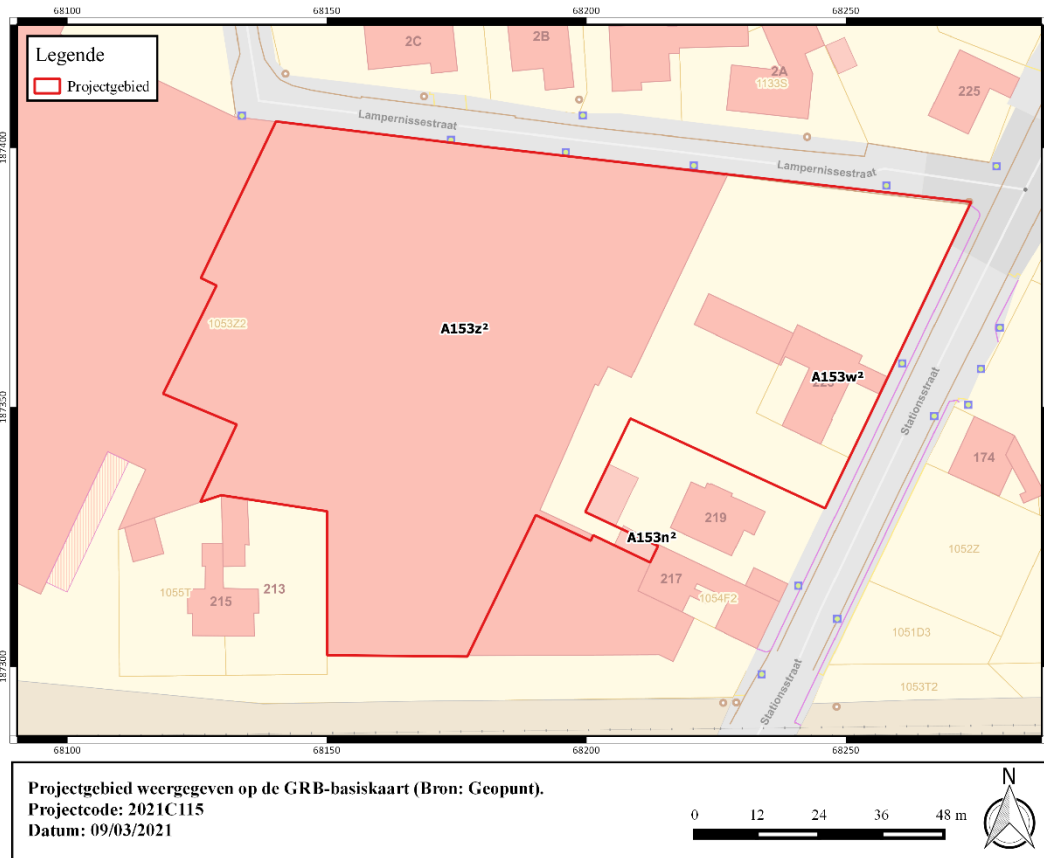 68100 68150 68200 68250
Legende
Projectgebied
2C
2B
2A
1133S
225
Lampernissestraat
Lampernissestraat
187400
187350
187300
1053Z2
A153z²
A153w²
Stationsstraat
174
219
A153n²
217
1054F2
1052Z
1051D3
1053T2
213
215
Stationsstraat
68100 68150 68200 68250
Projectgebied weergegeven op de GRB-basiskaart (Bron: Geopunt).
Projectcode: 2021C115
Datum: 09/03/2021
0 12 24 36 48 m
N